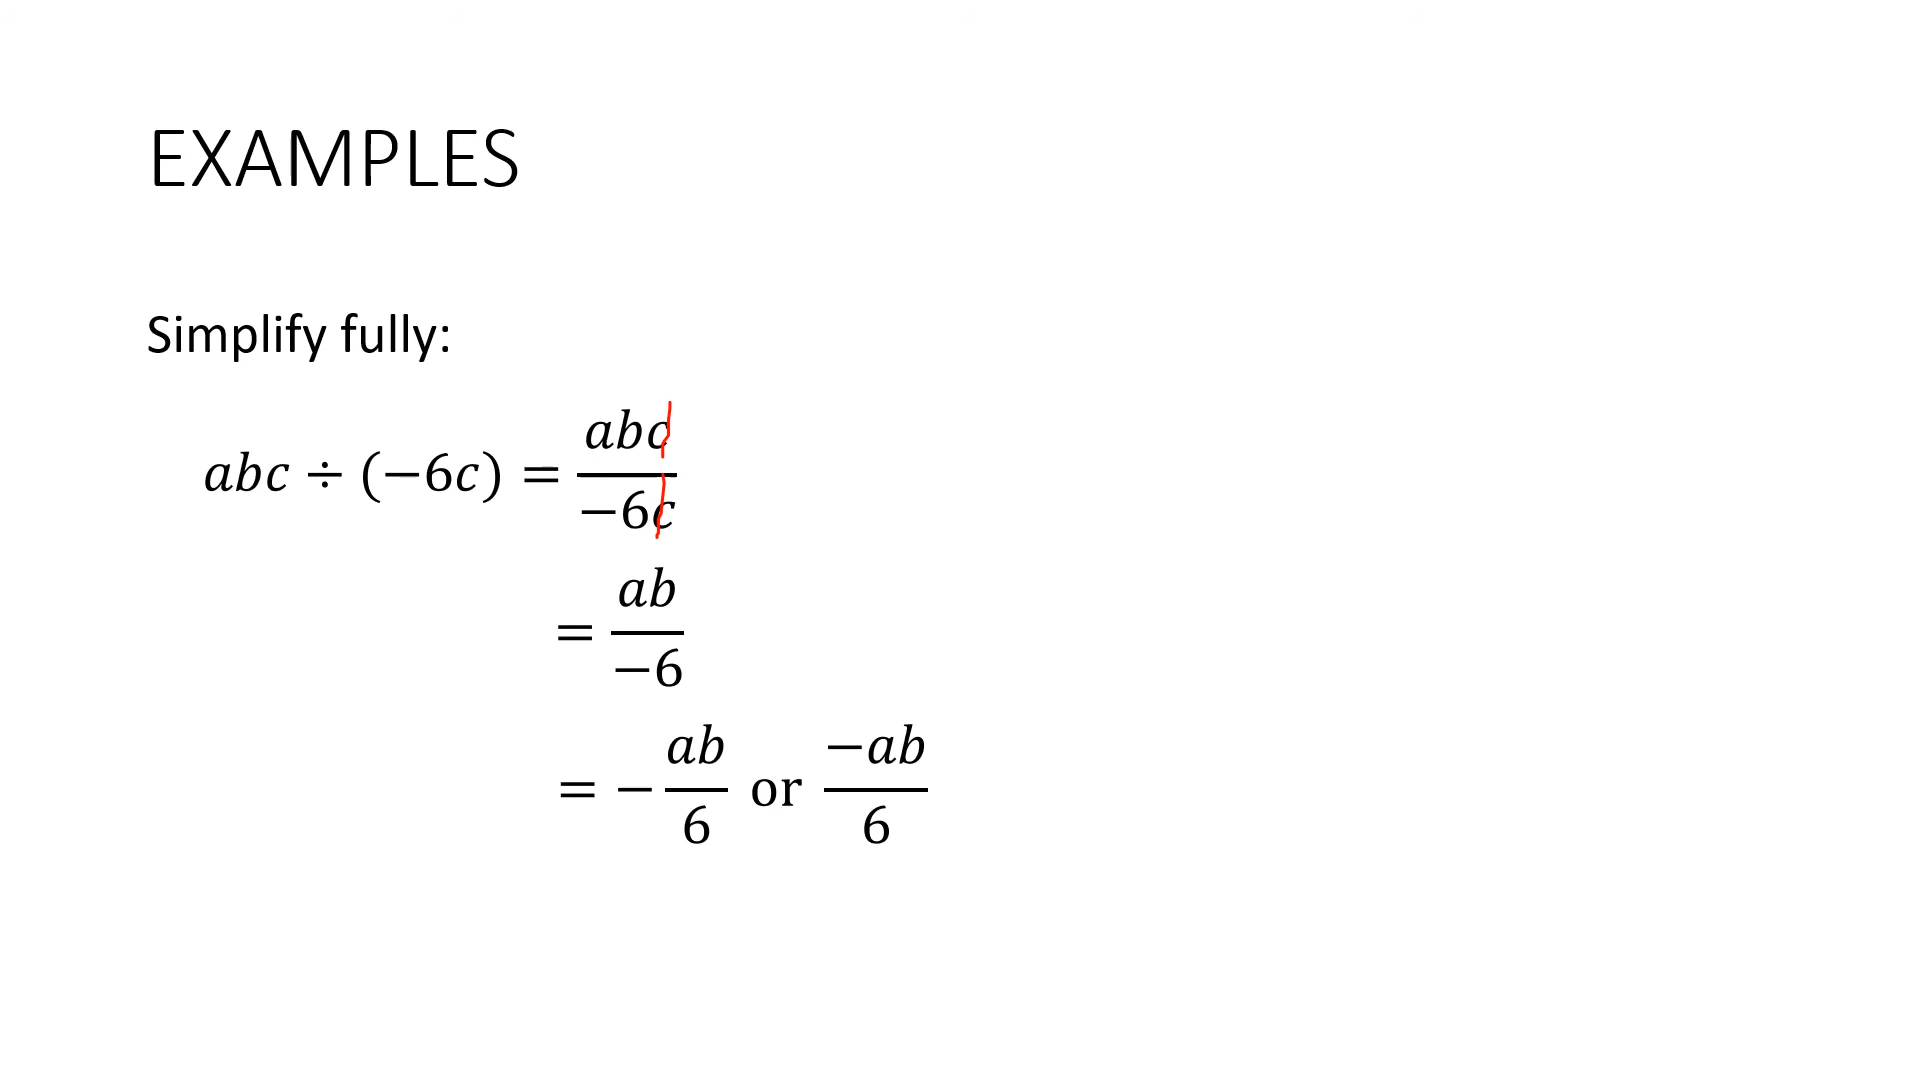 EXAMPLES
Simplify fully:
abc ÷ (−6c) = abc/−6c
= ab/−6
= −ab/6 or −ab/6